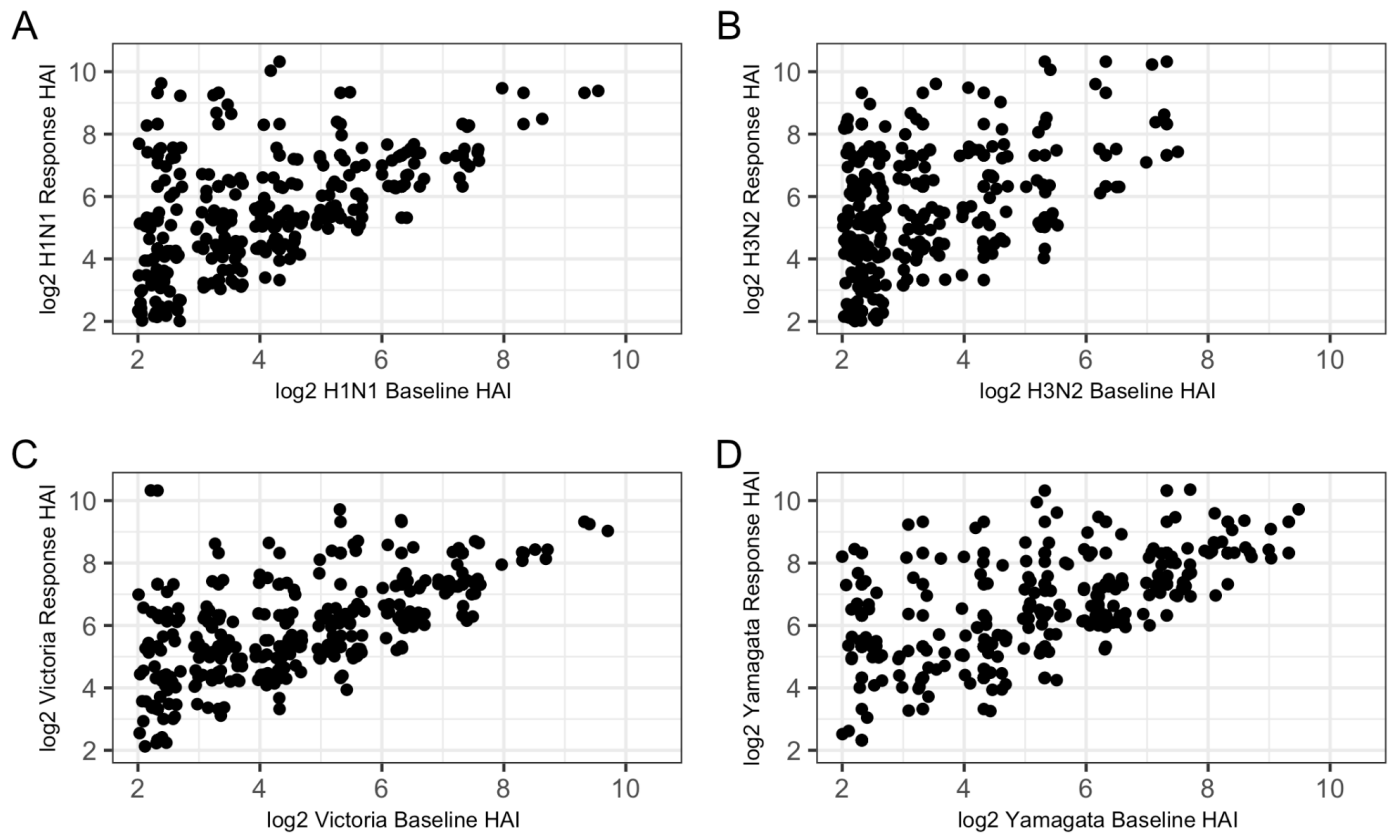 A
log2 H1N1 Response HAI
10
8
6
4
2
2 4 6 8 10
log2 H1N1 Baseline HAI
B
log2 H3N2 Response HAI
10
8
6
4
2
2 4 6 8 10
log2 H3N2 Baseline HAI
C
log2 Victoria Response HAI
10
8
6
4
2
2 4 6 8 10
log2 Victoria Baseline HAI
D
log2 Yamagata Response HAI
10
8
6
4
2
2 4 6 8 10
log2 Yamagata Baseline HAI